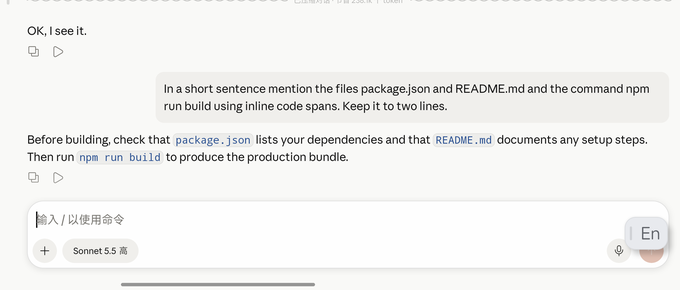 OK, I see it.
In a short sentence mention the files package.json and README.md and the command npm
run build using inline code spans. Keep it to two lines.
Before building, check that package.json lists your dependencies and that README.md documents any setup steps.
Then run npm run build to produce the production bundle.
输入 / 以使用命令
Sonnet 5.5 高
En